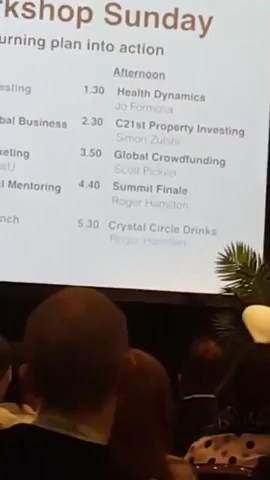 kshop Sunday
urning plan into action
Afternoon
esting 1.30 Health Dynamics
Jo Formosa
bal Business 2.30 C21st Property Investing
Simon Zutshi
keting 3.50 Global Crowdfunding
Scott Picken
l Mentoring 4.40 Summit Finale
Roger Hamilton
nch 5.30 Crystal Circle Drinks
Roger Hamilton